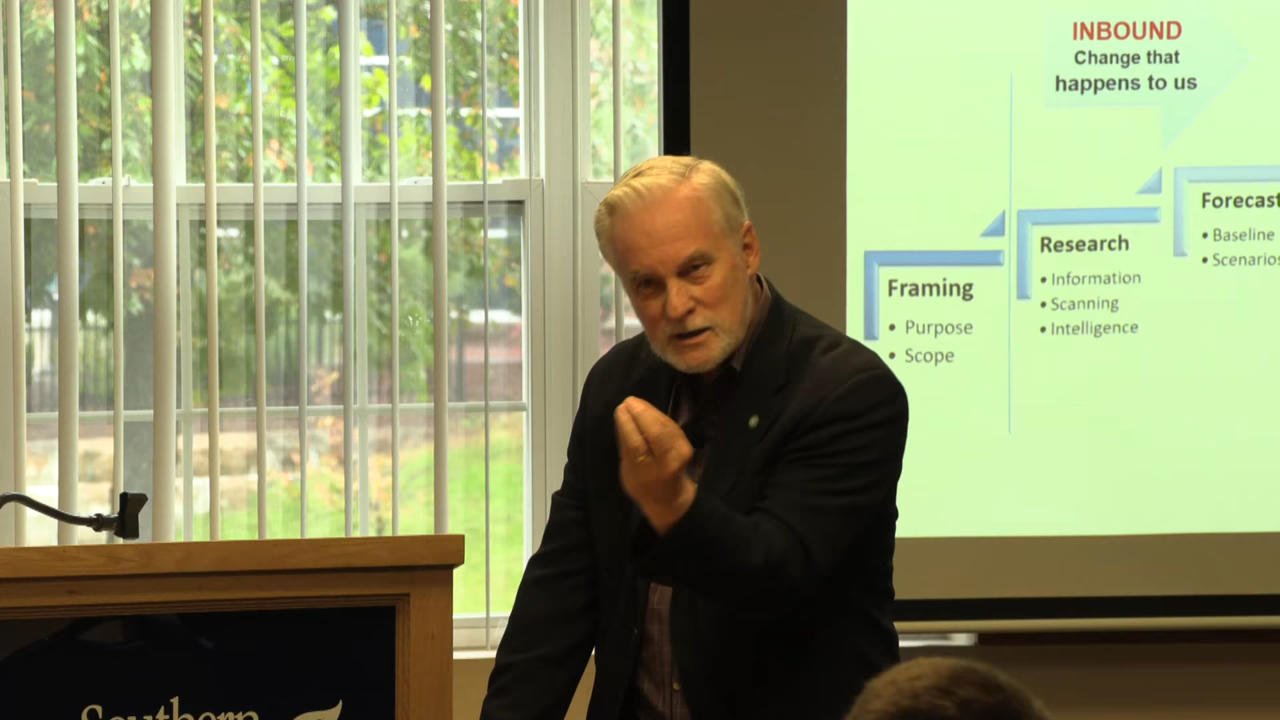 INBOUND
Change that
happens to us
Framing
• Purpose
• Scope
Research
• Information
• Scanning
• Intelligence
Forecast
• Baseline
• Scenarios
Southern